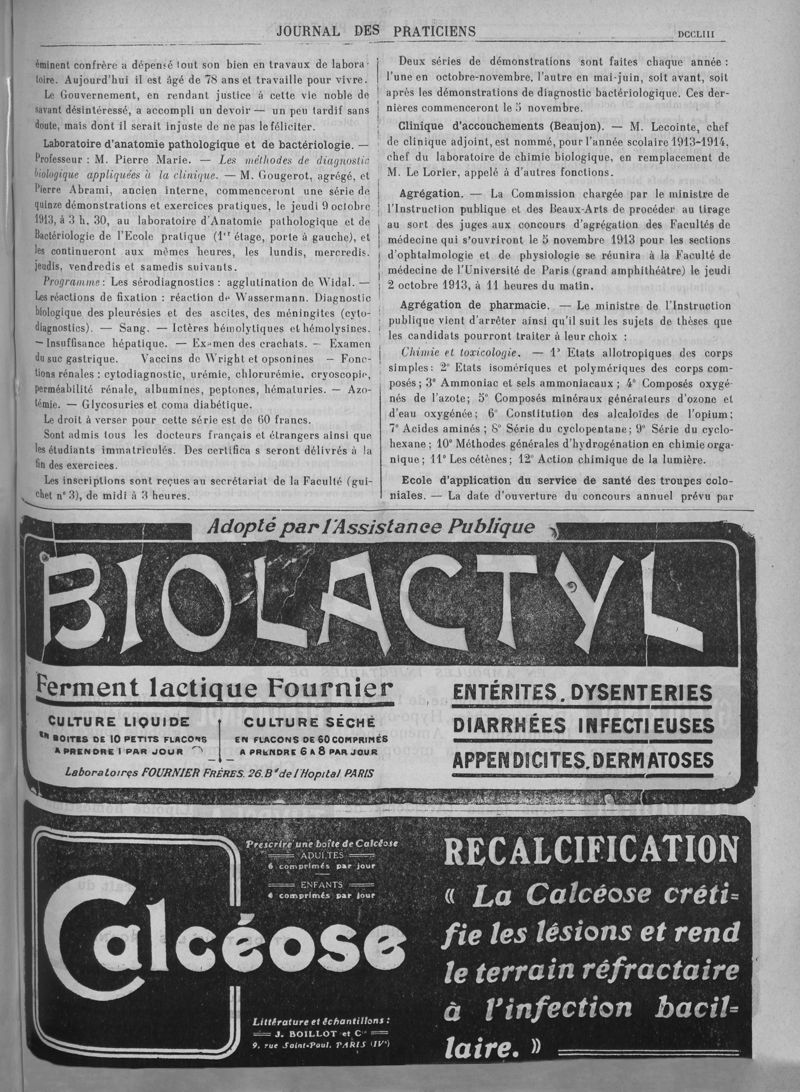 JOURNAL DES PRATICIENS
DCCLIII
éminent confrère a dépensé tout son bien en travaux de labora-
toire. Aujourd'hui il est âgé de 78 ans et travaille pour vivre.
Le Gouvernement, en rendant justice à cette vie noble de
savant désintéressé, a accompli un devoir — un peu tardif sans
doute, mais dont il serait injuste de ne pas le féliciter.
Laboratoire d'anatomie pathologique et de bactériologie. —
Professeur : M. Pierre Marie. — Les méthodes de diagnostic
biologique appliquées à la clinique. — M. Gougerot, agrégé, et
Pierre Abrami, ancien interne, commenceront une série de
quinze démonstrations et exercices pratiques, le jeudi 9 octobre
1913, à 3 h. 30, au laboratoire d'Anatomie pathologique et de
Bactériologie de l'Ecole pratique (1er étage, porte à gauche), et
les continueront aux mêmes heures, les lundis, mercredis.
jeudis, vendredis et samedis suivants.
Programme : Les sérodiagnostics : agglutination de Widal. —
Les réactions de fixation : réaction de Wassermann. Diagnostic
biologique des pleurésies et des ascites, des méningites (cyto-
diagnostics). — Sang. — Ictères hémolytiques et hémolysines.
— Insuffisance hépatique. — Examen des crachats. — Examen
du suc gastrique. Vaccins de Wright et opsonines — Fonc-
tions rénales : cytodiagnostic, urémie, chlorurémie, cryoscopie,
perméabilité rénale, albumines, peptones, hématuries. — Azo-
témie. — Glycosuries et coma diabétique.
Le droit à verser pour cette série est de 60 francs.
Sont admis tous les docteurs français et étrangers ainsi que
les étudiants immatriculés. Des certifica s seront délivrés à la
fin des exercices.
Les inscriptions sont reçues au secrétariat de la Faculté (gui-
chet n° 3), de midi à 3 heures.
Deux séries de démonstrations sont faites chaque année :
l'une en octobre-novembre, l'autre en mai-juin, soit avant, soit
après les démonstrations de diagnostic bactériologique. Ces der-
nières commenceront le 5 novembre.
Clinique d'accouchements (Beaujon). — M. Lecointe, chef
de clinique adjoint, est nommé, pour l'année scolaire 1913-1914,
chef du laboratoire de chimie biologique, en remplacement de
M. Le Lorier, appelé à d'autres fonctions.
Agrégation. — La Commission chargée par le ministre de
l'Instruction publique et des Beaux-Arts de procéder au tirage
au sort des juges aux concours d'agrégation des Facultés de
médecine qui s'ouvriront le 5 novembre 1913 pour les sections
d'ophtalmologie et de physiologie se réunira à la Faculté de
médecine de l'Université de Paris (grand amphithéâtre) le jeudi
2 octobre 1913, à 11 heures du matin.
Agrégation de pharmacie. — Le ministre de l'Instruction
publique vient d'arrêter ainsi qu'il suit les sujets de thèses que
les candidats pourront traiter à leur choix :
Chimie et toxicologie. — 1° Etats allotropiques des corps
simples : 2° Etats isomériques et polymériques des corps com-
posés ; 3° Ammoniac et sels ammoniacaux ; 4° Composés oxygé-
nés de l'azote; 5° Composés minéraux générateurs d'ozone et
d'eau oxygénée ; 6° Constitution des alcaloïdes de l'opium ;
7° Acides aminés ; 8° Série du cyclopentane ; 9° Série du cyclo-
hexane ; 10° Méthodes générales d'hydrogénation en chimie orga-
nique ; 11° Les cétènes ; 12° Action chimique de la lumière.
Ecole d'application du service de santé des troupes colo-
niales. — La date d'ouverture du concours annuel prévu par
Adopté par l'Assistance Publique
BIOLACTYL
Ferment lactique Fournier
CULTURE LIQUIDE
EN BOITES DE 10 PETITS FLACONS
A PRENDRE 1 PAR JOUR
CULTURE SÉCHÉ
EN FLACONS DE 60 COMPRIMÉS
A PRENDRE 6 A 8 PAR JOUR
Laboratoires FOURNIER FRÈRES. 26. Bd de l'Hopital PARIS
ENTÉRITES. DYSENTERIES
DIARRHÉES INFECTIEUSES
APPENDICITES. DERMATOSES
Calcéose
Prescrire une boîte de Calcéose
ADULTES
6 comprimés par jour
ENFANTS
4 comprimés par jour
Littérature et échantillons :
J. BOILLOT et Cie
9, rue Saint-Paul, PARIS (IVe)
RECALCIFICATION
« La Calcéose créti=
fie les lésions et rend
le terrain réfractaire
à l'infection bacil=
laire. »